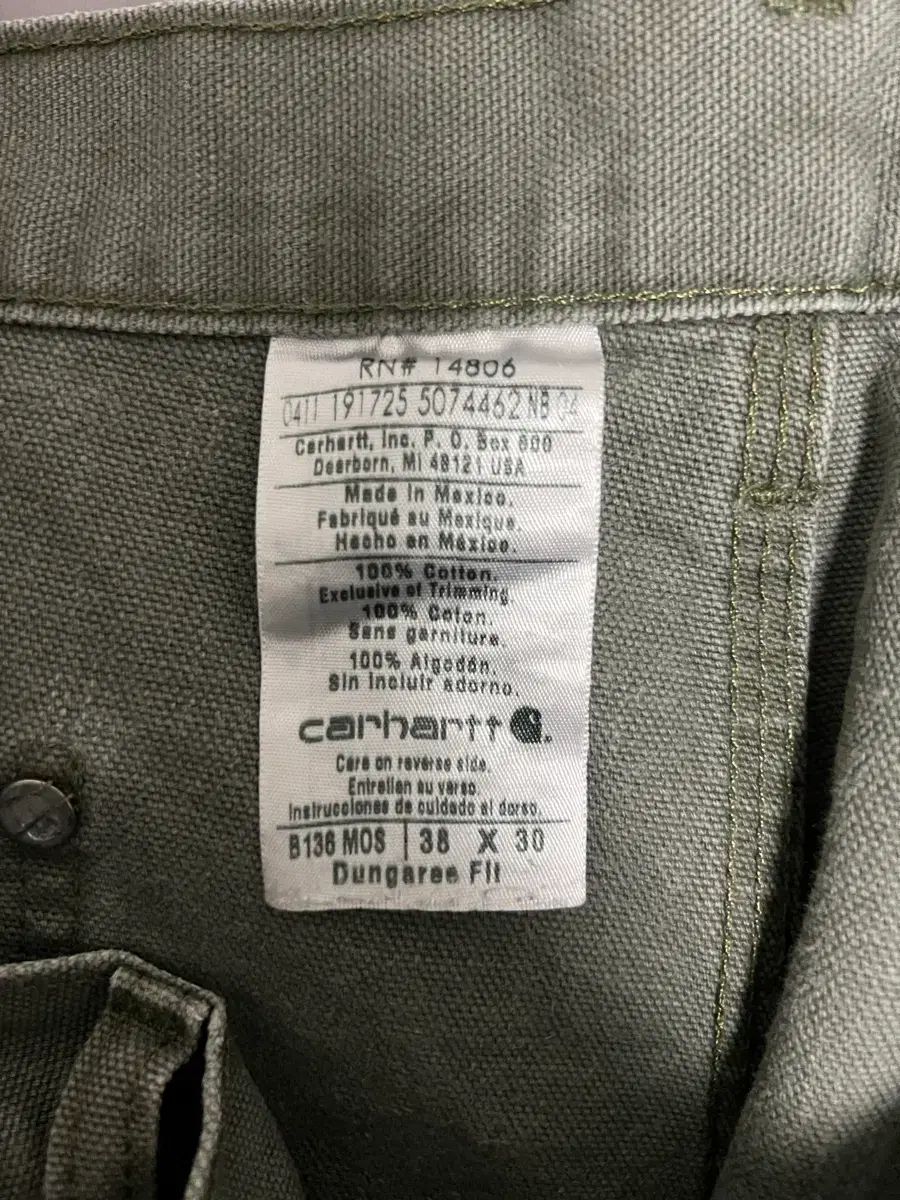 RN# 14806
0411 191725 5074462 NB 04
Carhartt, Inc. P. O. Box 600
Dearborn, MI 48121 USA
Made in Mexico.
Fabriqué au Mexique.
Hecho en México.
100% Cotton.
Exclusive of Trimming.
100% Coton.
Sans garniture.
100% Algodón.
Sin incluir adorno.
carhartt
Care on reverse side.
Entretien au verso.
Instrucciones de cuidado al dorso.
B136 MOS | 38 X 30
Dungaree Fit